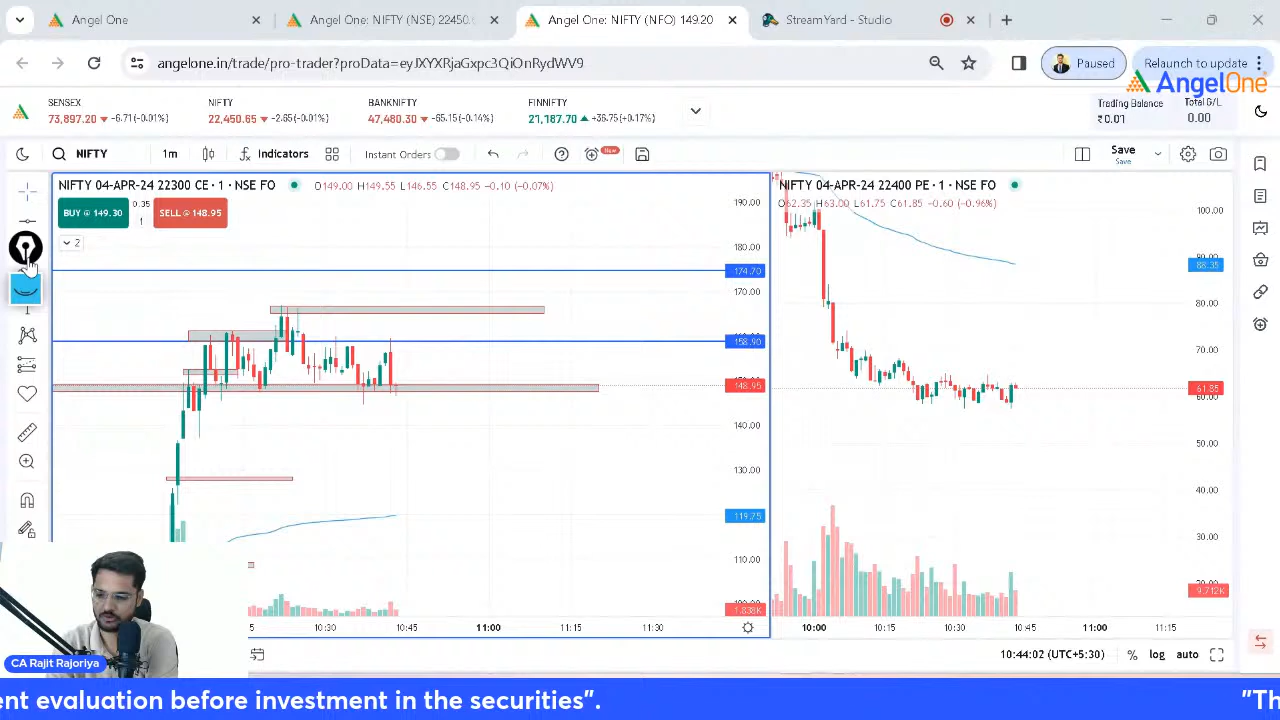 Angel One
Angel One: NIFTY (NSE) 22450.
Angel One: NIFTY (NFO) 149.20
StreamYard - Studio
angelone.in/trade/pro-trader?proData=eyJXYXRjaGxpc3QiOnRydWV9
Paused
Relaunch to update
AngelOne
SENSEX
73,897.20 -6.71(-0.01%)
NIFTY
22,450.65 -2.65(-0.01%)
BANKNIFTY
47,480.30 -65.15(-0.14%)
FINNIFTY
21,187.70 +36.75(+0.17%)
Trading Balance
₹0.01
Total G/L
0.00
NIFTY
1m
Indicators
Instant Orders
New
Save
Save
NIFTY 04-APR-24 22300 CE · 1 · NSE FO
O149.00 H149.55 L146.55 C148.95 -0.10 (-0.07%)
BUY @ 149.30
0.35
1
SELL @ 148.95
2
190.00
180.00
174.70
170.00
158.90
148.95
140.00
130.00
119.75
110.00
1.838K
10:30
10:45
11:00
11:15
11:30
NIFTY 04-APR-24 22400 PE · 1 · NSE FO
O62.35 H63.00 L61.75 C61.85 -0.60 (-0.96%)
100.00
88.35
80.00
70.00
61.85
60.00
50.00
40.00
30.00
9.712K
10:00
10:15
10:30
10:45
11:00
11:15
10:44:02 (UTC+5:30)
%
log
auto
CA Rajit Rajoriya
ent evaluation before investment in the securities”.
"Th